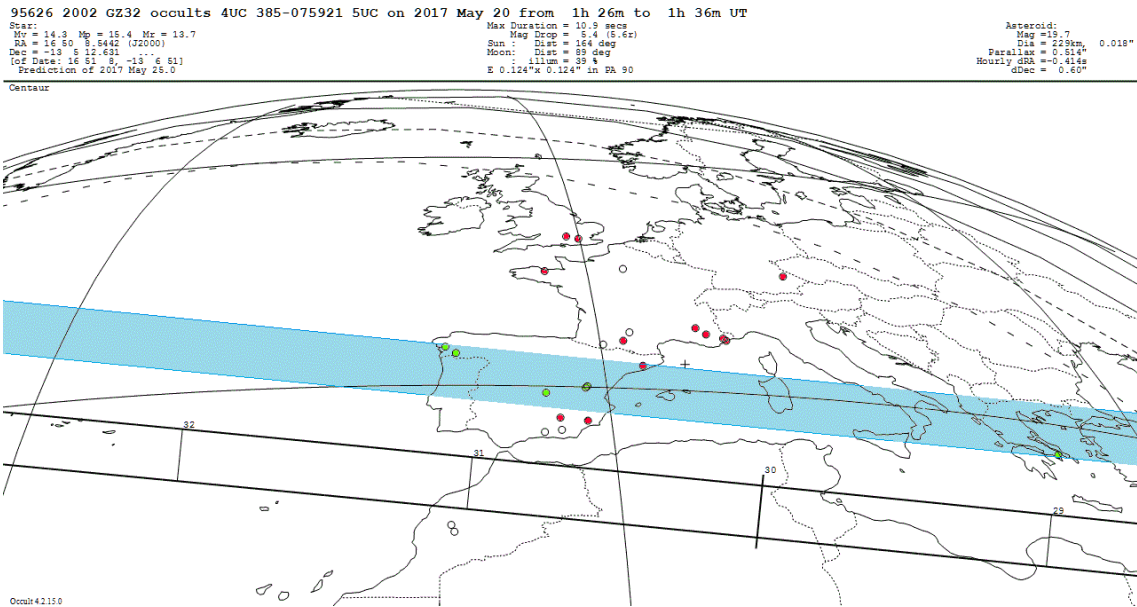 95626 2002 GZ32 occults 4UC 385-075921 5UC on 2017 May 20 from 1h 26m to 1h 36m UT
Star:
Mv = 14.3 Mp = 15.4 Mr = 13.7
RA = 16 50 8.5442 (J2000)
Dec = -13 5 12.631 ...
[of Date: 16 51 8, -13 6 51]
Prediction of 2017 May 25.0
Max Duration = 10.9 secs
Mag Drop = 5.4 (5.6r)
Sun : Dist = 164 deg
Moon: Dist = 89 deg
: illum = 39 %
E 0.124"x 0.124" in PA 90
Asteroid:
Mag =19.7
Dia = 229km, 0.018"
Parallax = 0.514"
Hourly dRA =-0.414s
dDec = 0.60"
Centaur
32
31
30
29
Occult 4.2.15.0